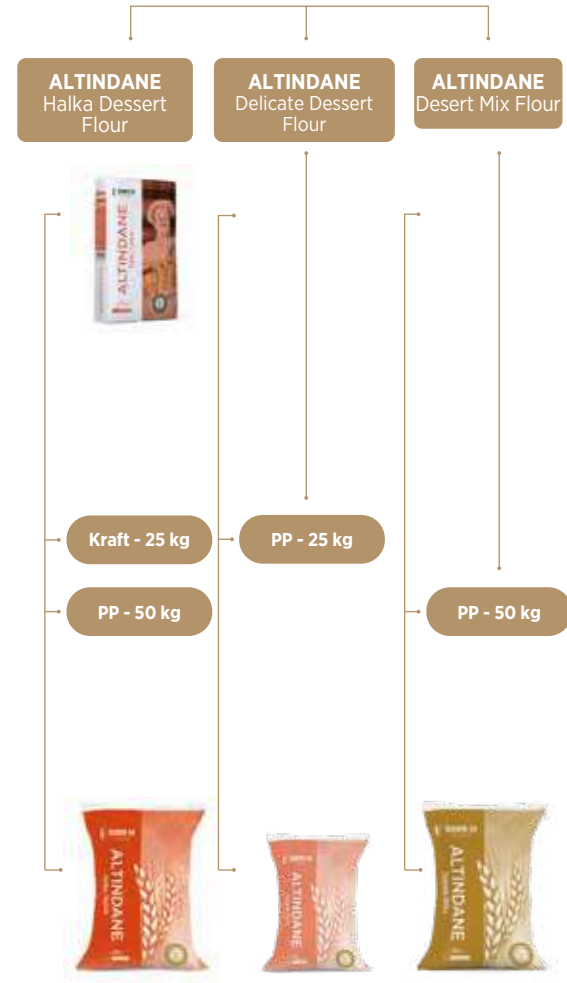 ALTINDANE
Halka Dessert
Flour
ALTINDANE
Delicate Dessert
Flour
ALTINDANE
Desert Mix Flour
ALTINDANE
Kraft - 25 kg
PP - 25 kg
PP - 50 kg
PP - 50 kg
ALTINDANE
ALTINDANE
ALTINDANE